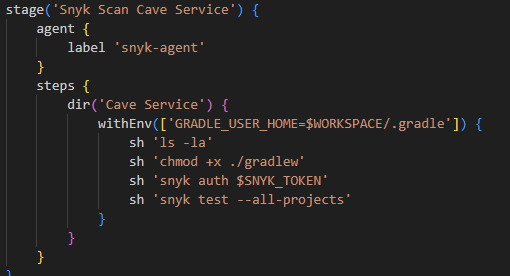 stage('Snyk Scan Cave Service') {
    agent {
        label 'snyk-agent'
    }
    steps {
        dir('Cave Service') {
            withEnv(['GRADLE_USER_HOME=$WORKSPACE/.gradle']) {
                sh 'ls -la'
                sh 'chmod +x ./gradlew'
                sh 'snyk auth $SNYK_TOKEN'
                sh 'snyk test --all-projects'
            }
        }
    }
}